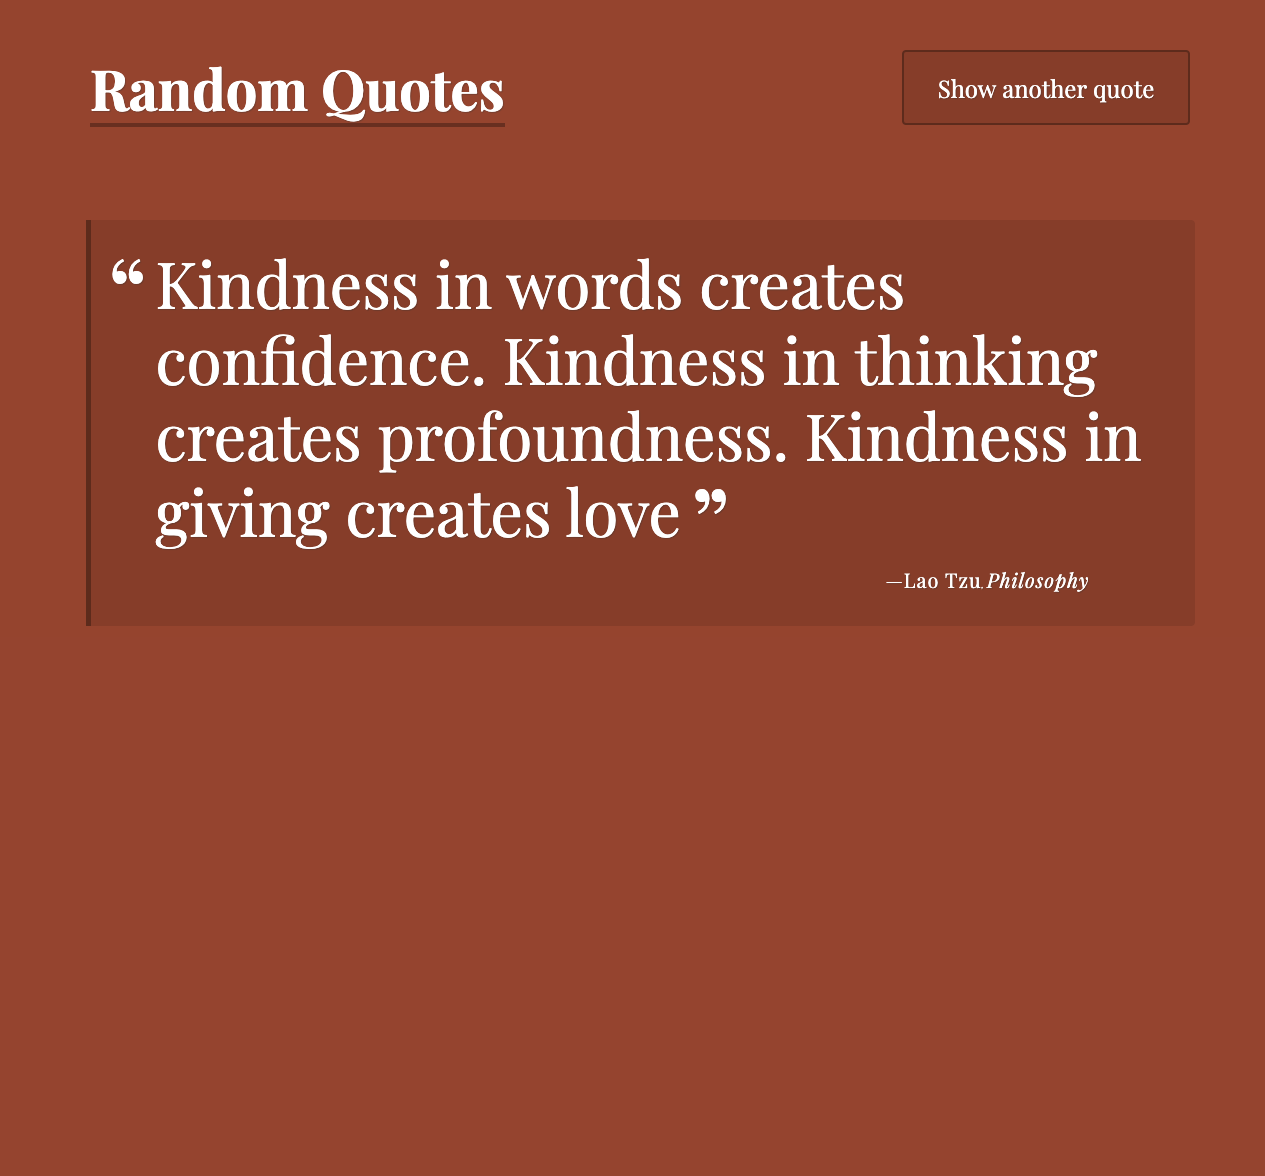 Random Quotes
Show another quote
“ Kindness in words creates
confidence. Kindness in thinking
creates profoundness. Kindness in
giving creates love ”
—Lao Tzu, Philosophy